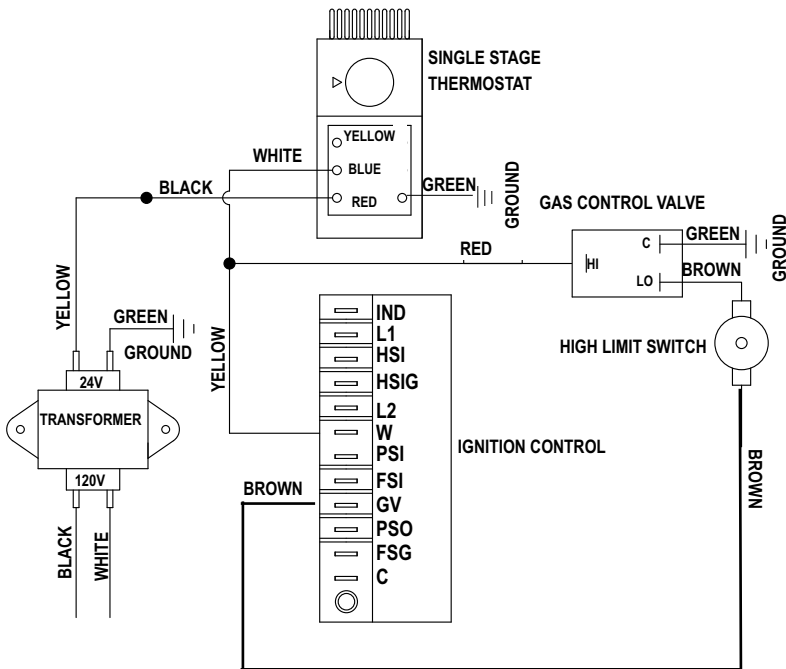 SINGLE STAGE
THERMOSTAT
YELLOW
WHITE
BLUE
BLACK
RED
GREEN
GROUND
GAS CONTROL VALVE
RED
HI
C
GREEN
GROUND
LO
BROWN
HIGH LIMIT SWITCH
YELLOW
GREEN
GROUND
24V
TRANSFORMER
120V
BLACK
WHITE
YELLOW
IND
L1
HSI
HSIG
L2
W
PSI
FSI
GV
PSO
FSG
C
IGNITION CONTROL
BROWN
BROWN